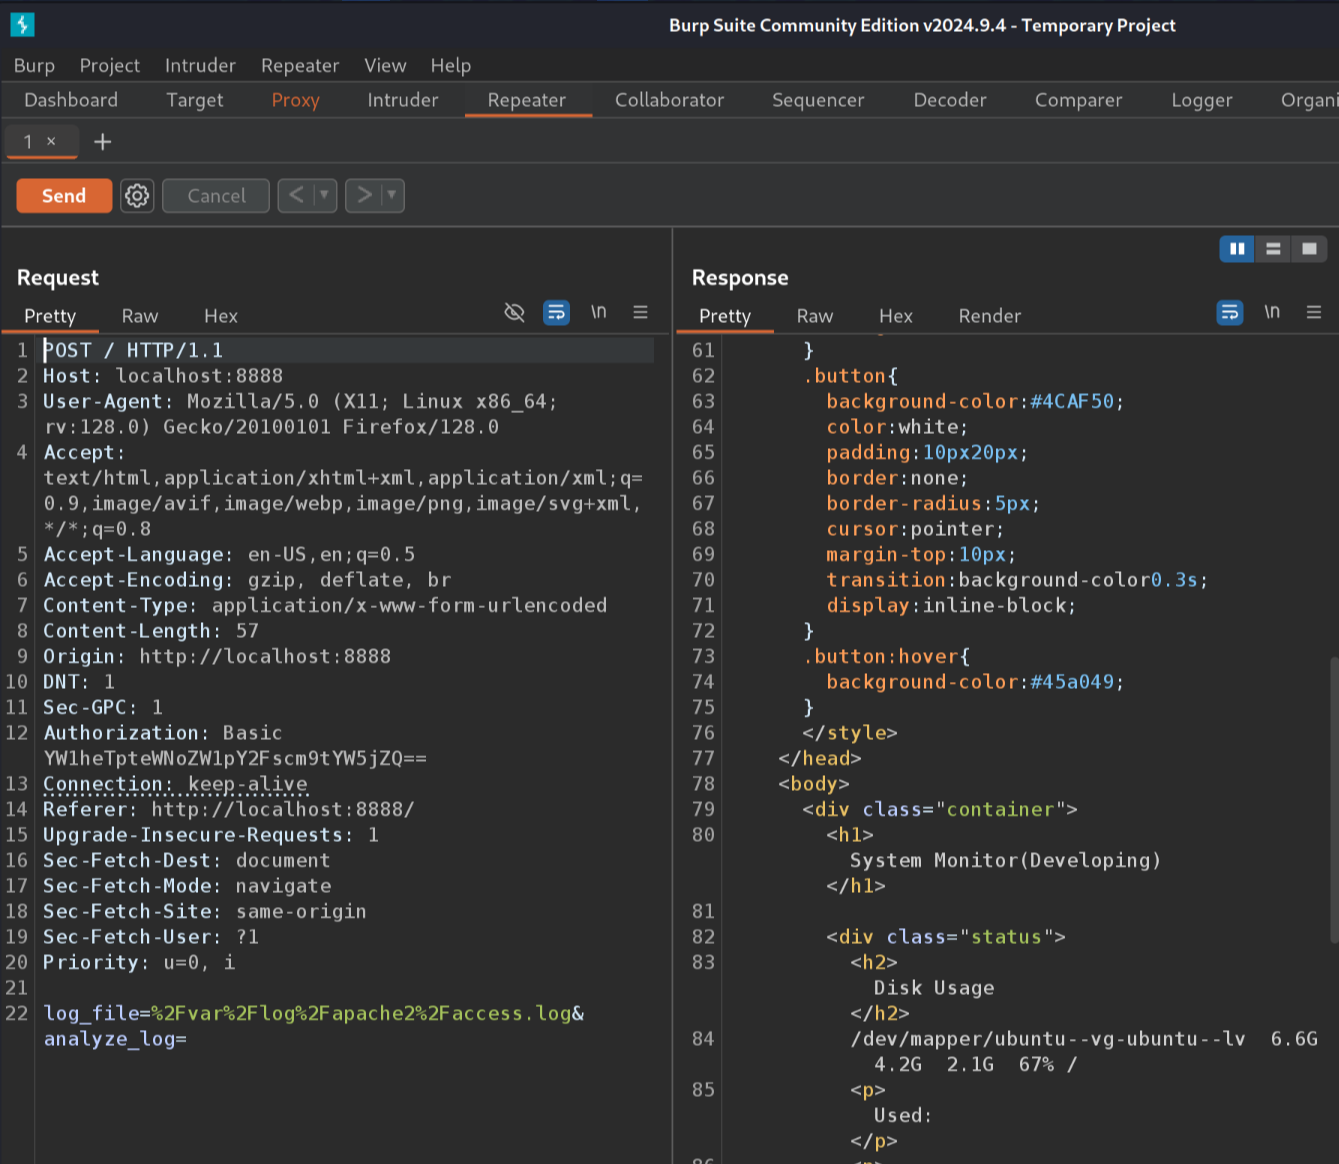 Burp Suite Community Edition v2024.9.4 - Temporary Project
Burp Project Intruder Repeater View Help
Dashboard Target Proxy Intruder Repeater Collaborator Sequencer Decoder Comparer Logger Organi
1 × +
Send Cancel < ▼ > ▼
Request
Pretty Raw Hex \n
1 POST / HTTP/1.1
2 Host: localhost:8888
3 User-Agent: Mozilla/5.0 (X11; Linux x86_64;
rv:128.0) Gecko/20100101 Firefox/128.0
4 Accept:
text/html,application/xhtml+xml,application/xml;q=
0.9,image/avif,image/webp,image/png,image/svg+xml,
*/*;q=0.8
5 Accept-Language: en-US,en;q=0.5
6 Accept-Encoding: gzip, deflate, br
7 Content-Type: application/x-www-form-urlencoded
8 Content-Length: 57
9 Origin: http://localhost:8888
10 DNT: 1
11 Sec-GPC: 1
12 Authorization: Basic
YW1heTpteWNoZW1pY2Fscm9tYW5jZQ==
13 Connection: keep-alive
14 Referer: http://localhost:8888/
15 Upgrade-Insecure-Requests: 1
16 Sec-Fetch-Dest: document
17 Sec-Fetch-Mode: navigate
18 Sec-Fetch-Site: same-origin
19 Sec-Fetch-User: ?1
20 Priority: u=0, i
21
22 log_file=%2Fvar%2Flog%2Fapache2%2Faccess.log&
analyze_log=
Response
Pretty Raw Hex Render \n
61 }
62 .button{
63 background-color:#4CAF50;
64 color:white;
65 padding:10px20px;
66 border:none;
67 border-radius:5px;
68 cursor:pointer;
69 margin-top:10px;
70 transition:background-color0.3s;
71 display:inline-block;
72 }
73 .button:hover{
74 background-color:#45a049;
75 }
76 </style>
77 </head>
78 <body>
79 <div class="container">
80 <h1>
System Monitor(Developing)
</h1>
81
82 <div class="status">
83 <h2>
Disk Usage
</h2>
84 /dev/mapper/ubuntu--vg-ubuntu--lv 6.6G
4.2G 2.1G 67% /
85 <p>
Used:
</p>